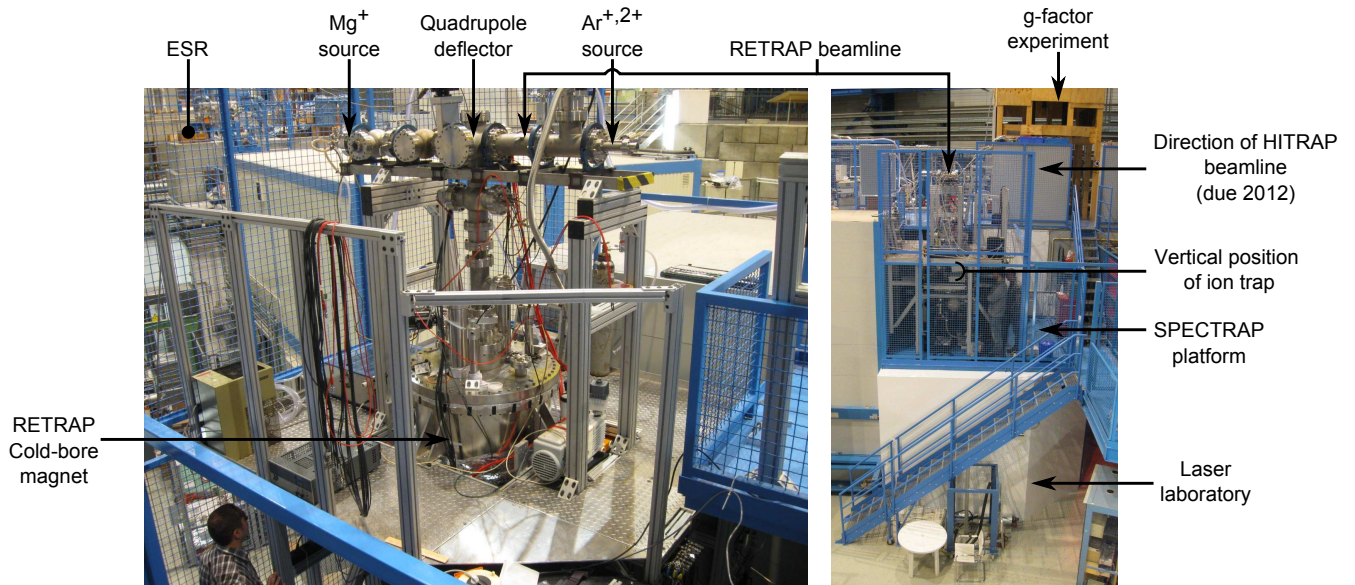 ESR
Mg+
source
Quadrupole
deflector
Ar+,2+
source
RETRAP beamline
g-factor
experiment
Direction of HITRAP
beamline
(due 2012)
Vertical position
of ion trap
SPECTRAP
platform
RETRAP
Cold-bore
magnet
Laser
laboratory